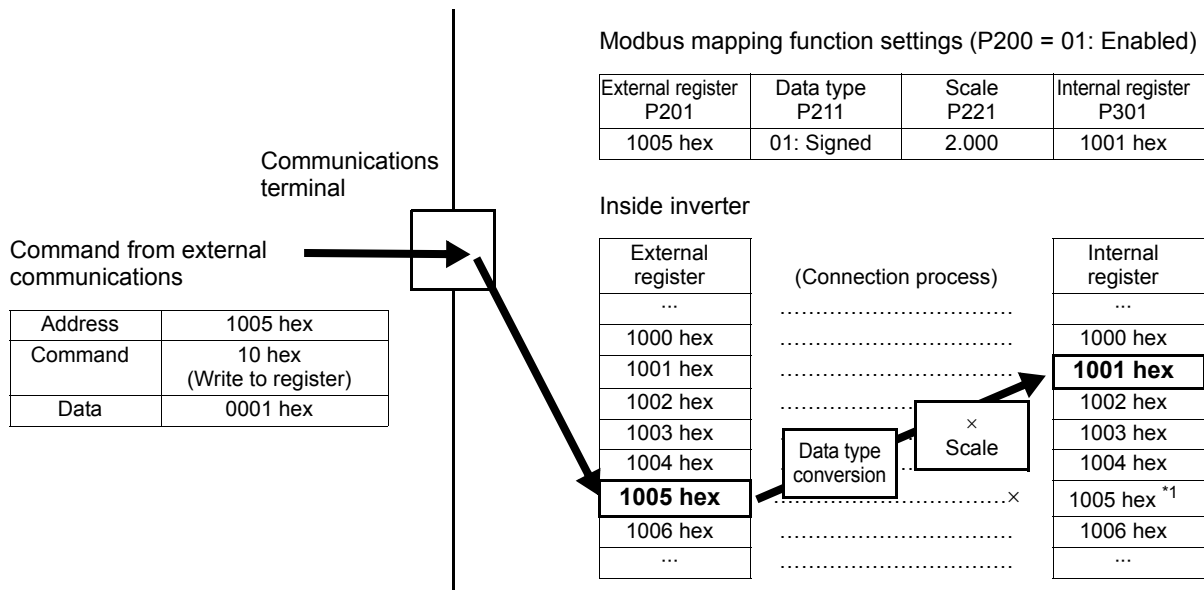 Modbus mapping function settings (P200 = 01: Enabled)
External register Data type Scale Internal register
P201 P211 P221 P301
1005 hex 01: Signed 2.000 1001 hex
Communications
terminal
Command from external
communications
Address 1005 hex
Command 10 hex
(Write to register)
Data 0001 hex
Inside inverter
External
register
(Connection process)
Internal
register
... ...
1000 hex .................................. 1000 hex
1001 hex .................................. 1001 hex
1002 hex .................................. 1002 hex
1003 hex 1003 hex
1004 hex 1004 hex
1005 hex ..................................× 1005 hex *1
1006 hex .................................. 1006 hex
... ...
Data type
conversion
×
Scale